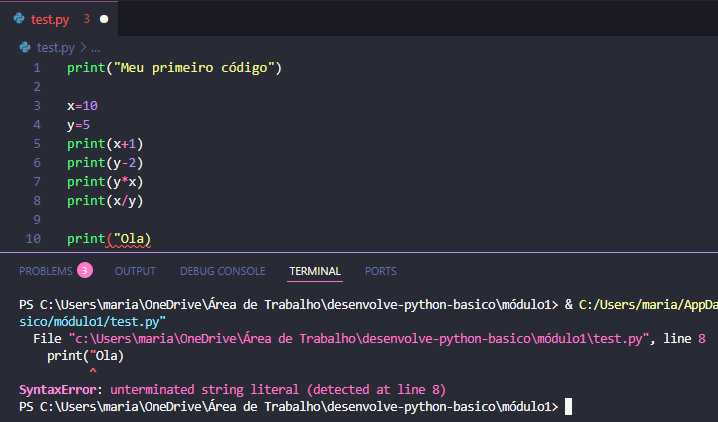 test.py 3
test.py > ...
1 print("Meu primeiro código")
2
3 x=10
4 y=5
5 print(x+1)
6 print(y-2)
7 print(y*x)
8 print(x/y)
9
10 print("Ola)
PROBLEMS 3 OUTPUT DEBUG CONSOLE TERMINAL PORTS
PS C:\Users\maria\OneDrive\Área de Trabalho\desenvolve-python-basico\módulo1> & C:/Users/maria/AppDa
sico/módulo1/test.py"
File "c:\Users\maria\OneDrive\Área de Trabalho\desenvolve-python-basico\módulo1\test.py", line 8
print("Ola)
^
SyntaxError: unterminated string literal (detected at line 8)
PS C:\Users\maria\OneDrive\Área de Trabalho\desenvolve-python-basico\módulo1>